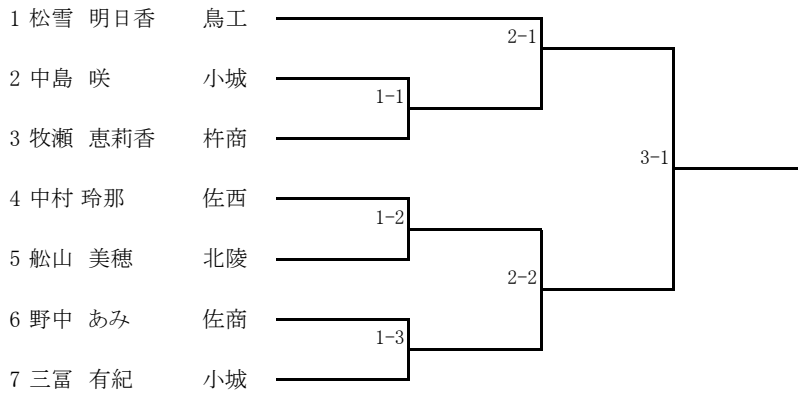 1 松雪 明日香 鳥工
2-1
2 中島 咲 小城
1-1
3 牧瀬 恵莉香 杵商
3-1
4 中村 玲那 佐西
1-2
5 舩山 美穂 北陵
2-2
6 野中 あみ 佐商
1-3
7 三冨 有紀 小城